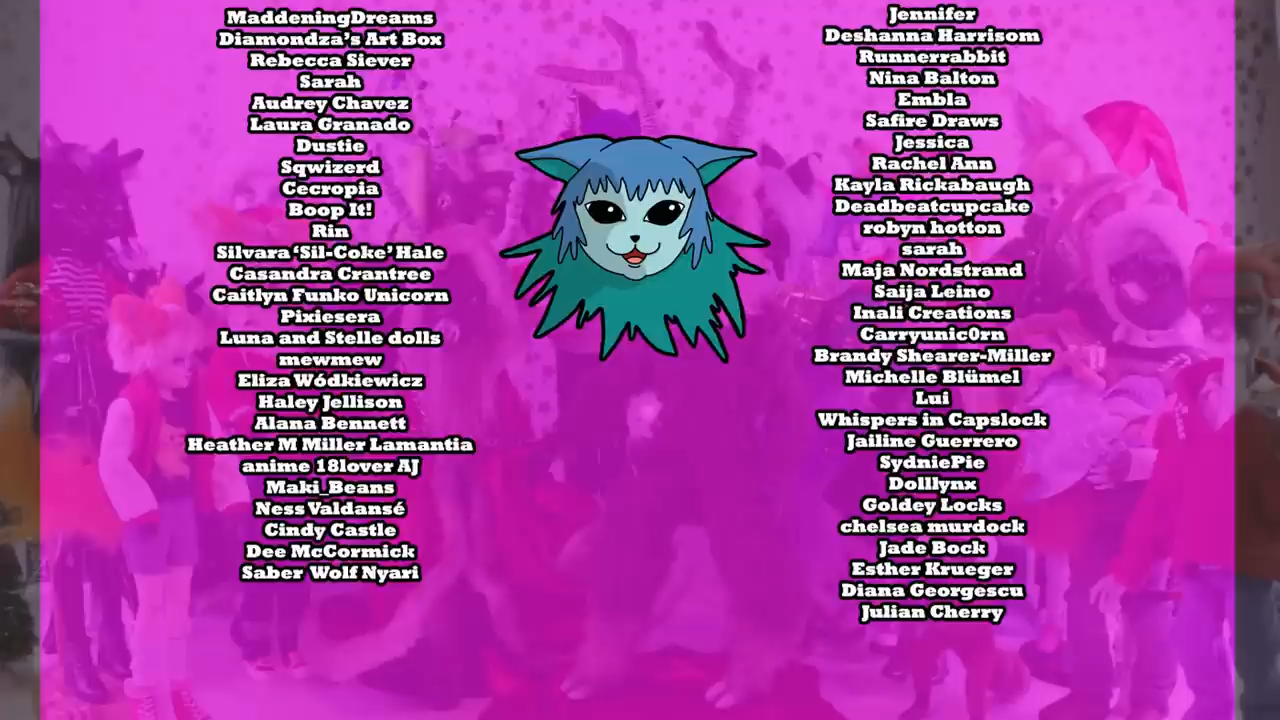 MaddeningDreams
Diamondza's Art Box
Rebecca Siever
Sarah
Audrey Chavez
Laura Granado
Dustie
Sqwizerd
Cecropia
Boop It!
Rin
Silvara 'Sil-Coke' Hale
Casandra Crantree
Caitlyn Funko Unicorn
Pixiesera
Luna and Stelle dolls
mewmew
Eliza Wódkiewicz
Haley Jellison
Alana Bennett
Heather M Miller Lamantia
anime 18lover AJ
Maki_Beans
Ness Valdansé
Cindy Castle
Dee McCormick
Saber Wolf Nyari
Jennifer
Deshanna Harrisom
Runnerrabbit
Nina Balton
Embla
Safire Draws
Jessica
Rachel Ann
Kayla Rickabaugh
Deadbeatcupcake
robyn hotton
sarah
Maja Nordstrand
Saija Leino
Inali Creations
Carryunic0rn
Brandy Shearer-Miller
Michelle Blümel
Lui
Whispers in Capslock
Jailine Guerrero
SydniePie
Dolllynx
Goldey Locks
chelsea murdock
Jade Bock
Esther Krueger
Diana Georgescu
Julian Cherry